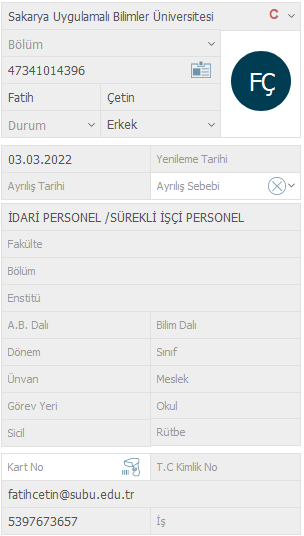 Sakarya Uygulamalı Bilimler Üniversitesi C
Bölüm
47341014396
Fatih Çetin
Durum Erkek
FÇ
03.03.2022 Yenileme Tarihi
Ayrılış Tarihi Ayrılış Sebebi
İDARİ PERSONEL /SÜREKLİ İŞÇİ PERSONEL
Fakülte
Bölüm
Enstitü
A.B. Dalı Bilim Dalı
Dönem Sınıf
Ünvan Meslek
Görev Yeri Okul
Sicil Rütbe
Kart No T.C Kimlik No
fatihcetin@subu.edu.tr
5397673657 İş